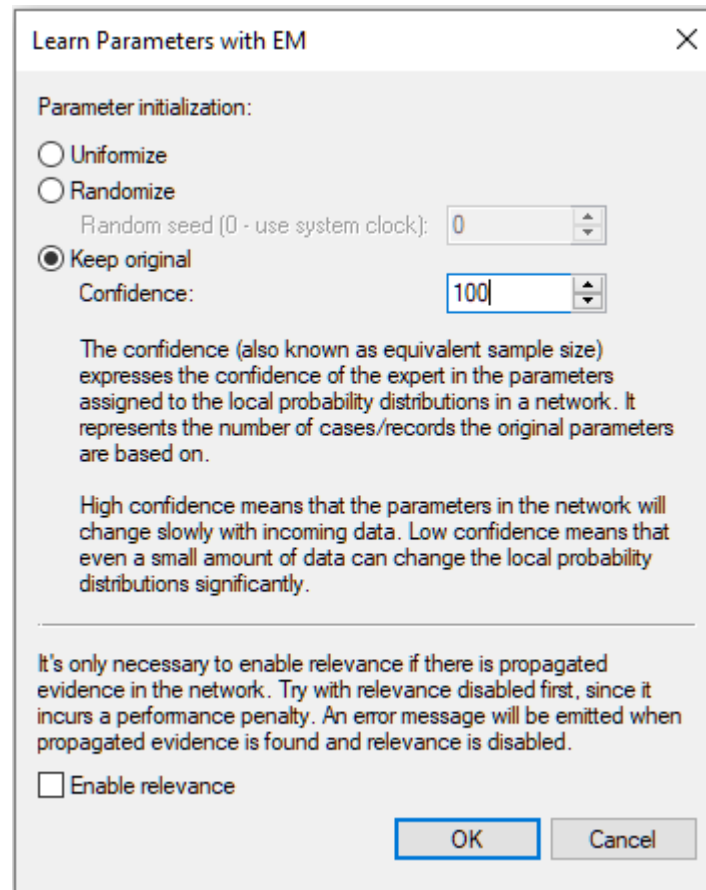 Learn Parameters with EM
Parameter initialization:
Uniformize
Randomize
Random seed (0 - use system clock): 0
Keep original
Confidence: 100
The confidence (also known as equivalent sample size)
expresses the confidence of the expert in the parameters
assigned to the local probability distributions in a network. It
represents the number of cases/records the original parameters
are based on.
High confidence means that the parameters in the network will
change slowly with incoming data. Low confidence means that
even a small amount of data can change the local probability
distributions significantly.
It's only necessary to enable relevance if there is propagated
evidence in the network. Try with relevance disabled first, since it
incurs a performance penalty. An error message will be emitted when
propagated evidence is found and relevance is disabled.
Enable relevance
OK Cancel